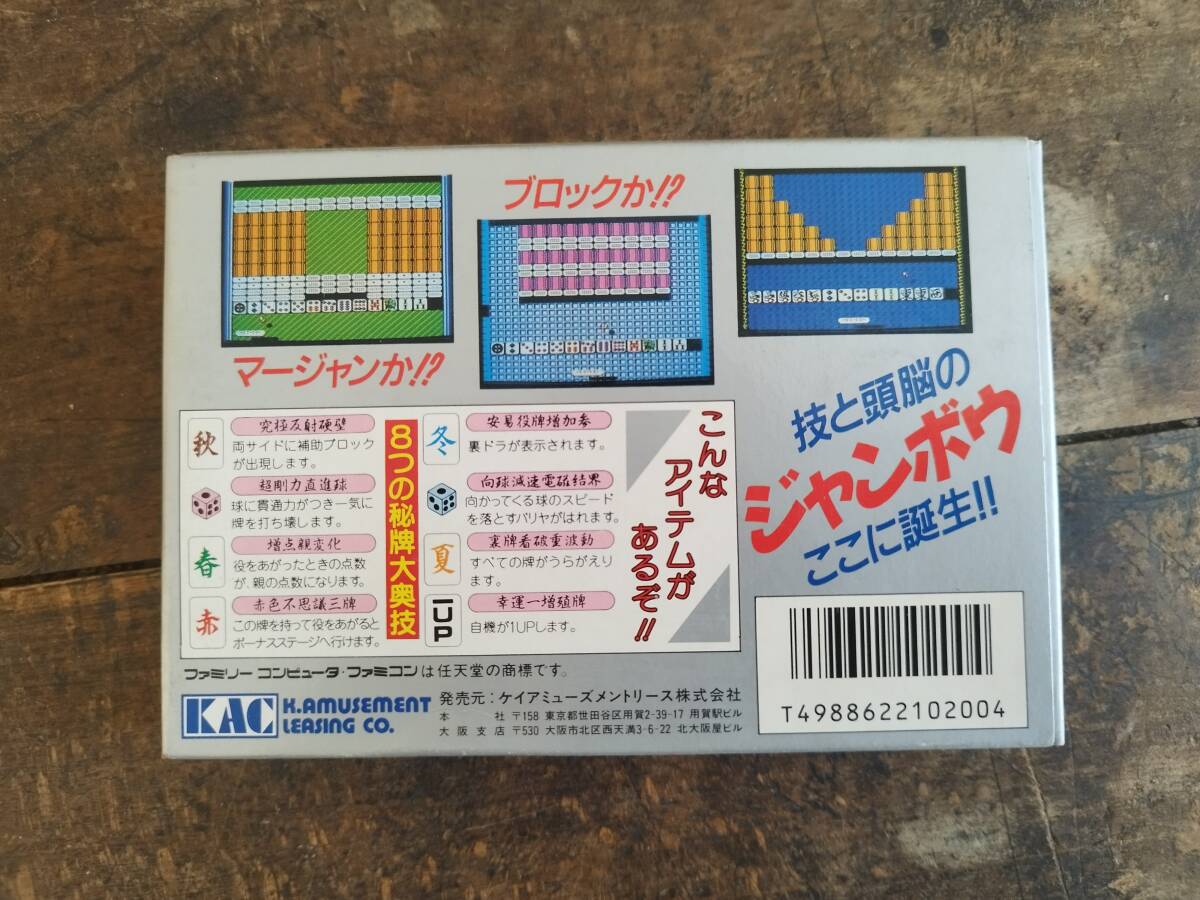 ブロックか!?
マージャンか!?
技と頭脳の
ジャンボウ
ここに誕生!!
こんな
アイテムが
あるぞ!!
8つの秘牌大奥技
冬
安易役牌増加参
裏ドラが表示されます。
向球減速電磁結界
向かってくる球のスピード
を落とすバリヤがはれます。
夏
裏牌看破重波動
すべての牌がうらがえり
ます。
1UP
幸運一増殖牌
自機が1UPします。
秋
究極反射硬壁
両サイドに補助ブロック
が出現します。
超剛力直進球
球に貫通力がつき一気に
牌を打ち壊します。
春
増点親変化
役をあがったときの点数
が、親の点数になります。
赤
赤色不思議三牌
この牌を持って役をあがると
ボーナスステージへ行けます。
ファミリーコンピュータ・ファミコンは任天堂の商標です。
KAC
K.AMUSEMENT
LEASING CO.
発売元:ケイアミューズメントリース株式会社
本 社 〒158 東京都世田谷区用賀2-39-17 用賀駅ビル
大阪支店 〒530 大阪市北区西天満3-6-22 北大阪屋ビル
T4988622102004